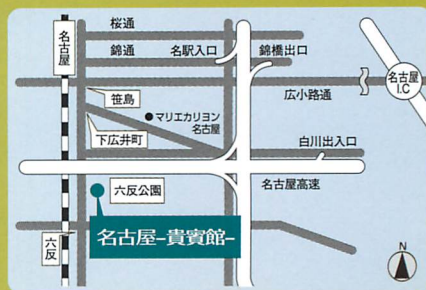 桜通
錦通
名駅入口
錦橋出口
名古屋
名古屋
I.C
広小路通
笹島
●マリエカリヨン
名古屋
下広井町
白川出入口
六反公園
名古屋高速
名古屋-貴賓館-
六反
N